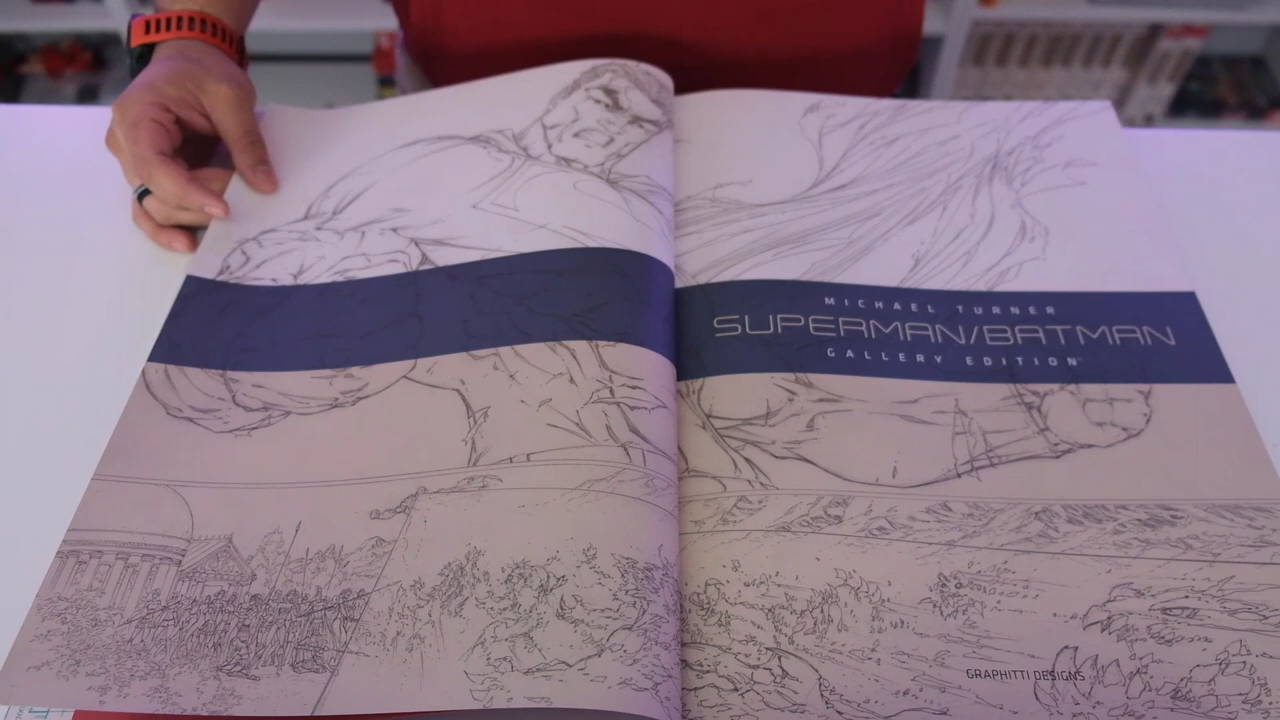 MICHAEL TURNER
SUPERMAN/BATMAN
GALLERY EDITION
GRAPHITTI DESIGNS